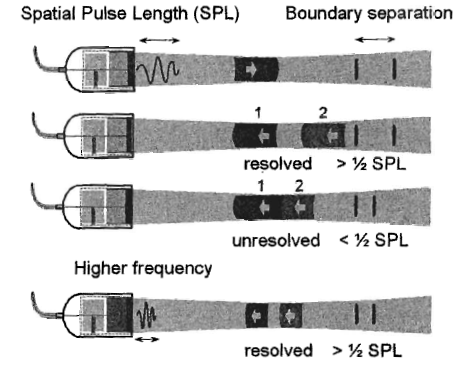 Spatial Pulse Length (SPL) Boundary separation
1 2
resolved > ½ SPL
1 2
unresolved < ½ SPL
Higher frequency
resolved > ½ SPL